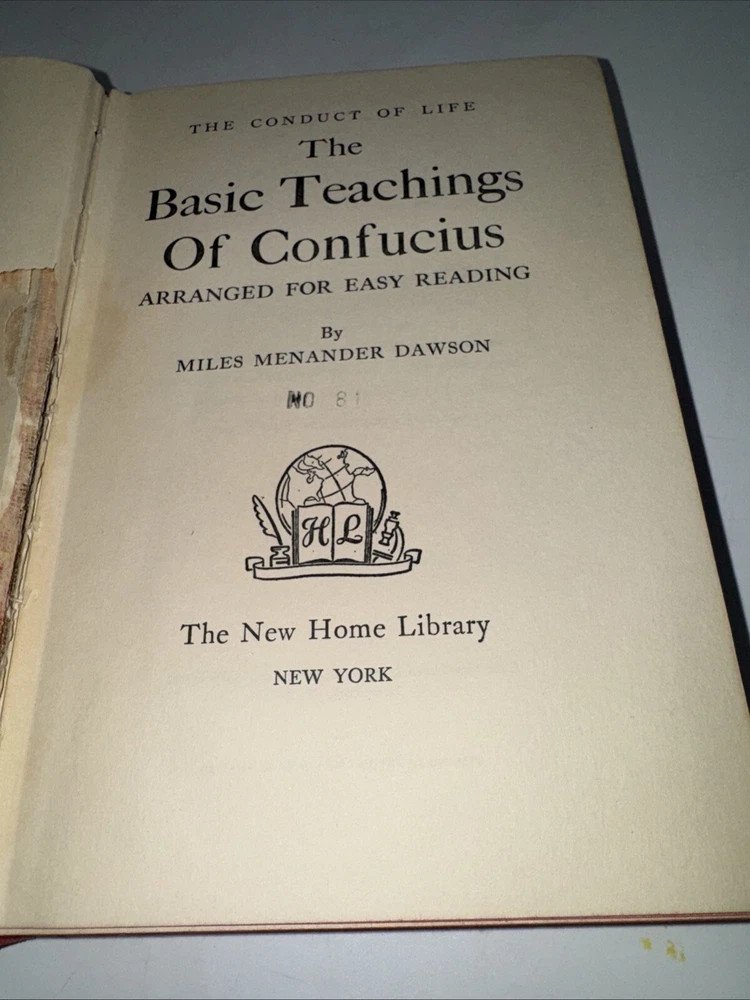 THE CONDUCT OF LIFE
The
Basic Teachings
Of Confucius
ARRANGED FOR EASY READING
By
MILES MENANDER DAWSON
NO 81
H L
The New Home Library
NEW YORK